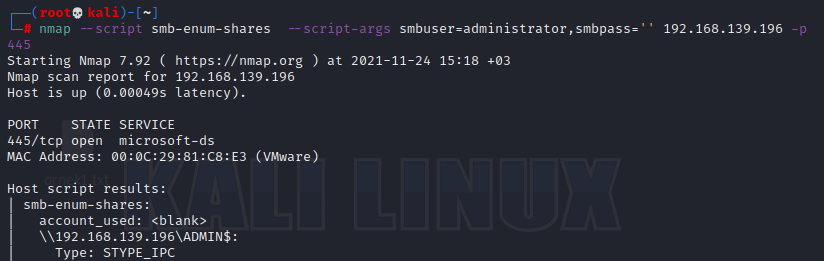 ┌──(root💀kali)-[~]
└─# nmap --script smb-enum-shares  --script-args smbuser=administrator,smbpass='' 192.168.139.196 -p
445
Starting Nmap 7.92 ( https://nmap.org ) at 2021-11-24 15:18 +03
Nmap scan report for 192.168.139.196
Host is up (0.00049s latency).

PORT    STATE SERVICE
445/tcp open  microsoft-ds
MAC Address: 00:0C:29:81:C8:E3 (VMware)

Host script results:
| smb-enum-shares:
|   account_used: <blank>
|   \\192.168.139.196\ADMIN$:
|     Type: STYPE_IPC
KALI LINUX